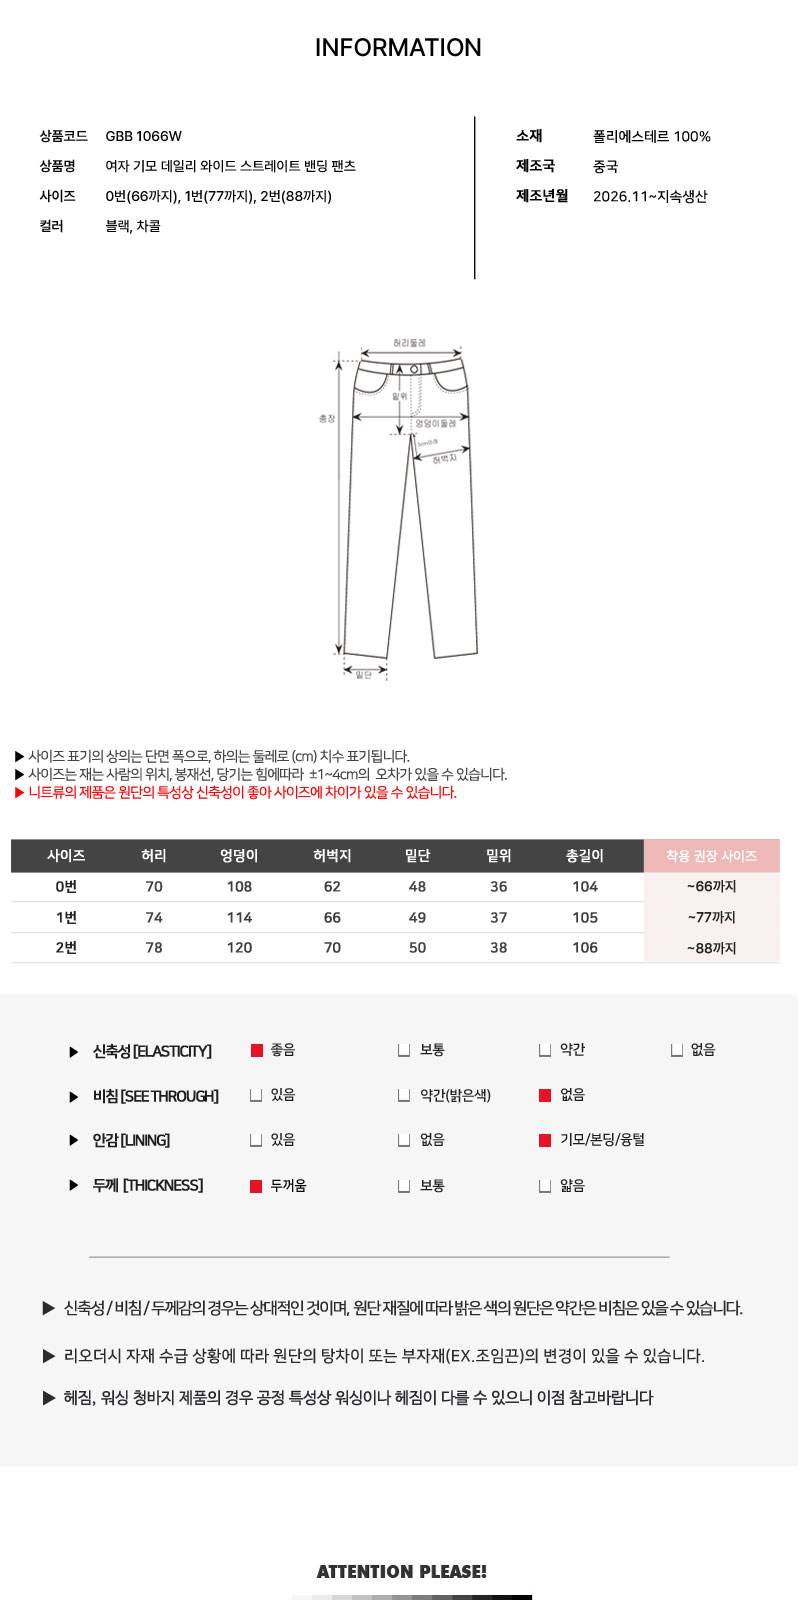 INFORMATION
상품코드 GBB 1066W
상품명 여자 기모 데일리 와이드 스트레이트 밴딩 팬츠
사이즈 0번(66까지), 1번(77까지), 2번(88까지)
컬러 블랙, 차콜
소재 폴리에스테르 100%
제조국 중국
제조년월 2026.11~지속생산
허리둘레
밑위
총장
엉덩이둘레
허벅지
밑단
▶ 사이즈 표기의 상의는 단면 폭으로, 하의는 둘레로 (cm) 치수 표기됩니다.
▶ 사이즈는 재는 사람의 위치, 봉재선, 당기는 힘에따라 ±1~4cm의 오차가 있을 수 있습니다.
▶ 니트류의 제품은 원단의 특성상 신축성이 좋아 사이즈에 차이가 있을 수 있습니다.
사이즈 허리 엉덩이 허벅지 밑단 밑위 총길이 착용 권장 사이즈
0번 70 108 62 48 36 104 ~66까지
1번 74 114 66 49 37 105 ~77까지
2번 78 120 70 50 38 106 ~88까지
▶ 신축성 [ELASTICITY] 좋음 보통 약간 없음
▶ 비침 [SEE THROUGH] 있음 약간(밝은색) 없음
▶ 안감 [LINING] 있음 없음 기모/본딩/융털
▶ 두께 [THICKNESS] 두꺼움 보통 얇음
▶ 신축성 / 비침 / 두께감의 경우는 상대적인 것이며, 원단 재질에 따라 밝은 색의 원단은 약간은 비침은 있을 수 있습니다.
▶ 리오더시 자재 수급 상황에 따라 원단의 탕차이 또는 부자재(EX.조임끈)의 변경이 있을 수 있습니다.
▶ 헤짐, 워싱 청바지 제품의 경우 공정 특성상 워싱이나 헤짐이 다를 수 있으니 이점 참고바랍니다
ATTENTION PLEASE!